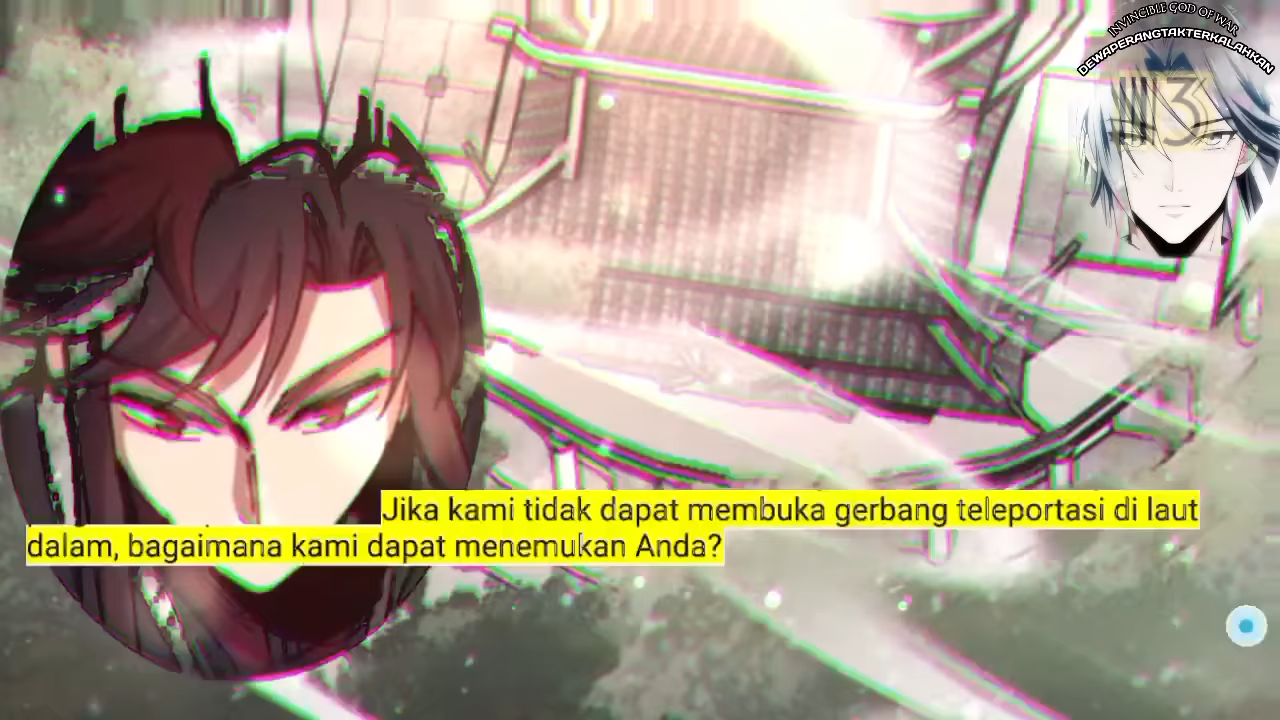 INVINCIBLE GOD OF WAR
DEWAPERANGTAKTERKALAHKAN
Jika kami tidak dapat membuka gerbang teleportasi di laut
dalam, bagaimana kami dapat menemukan Anda?